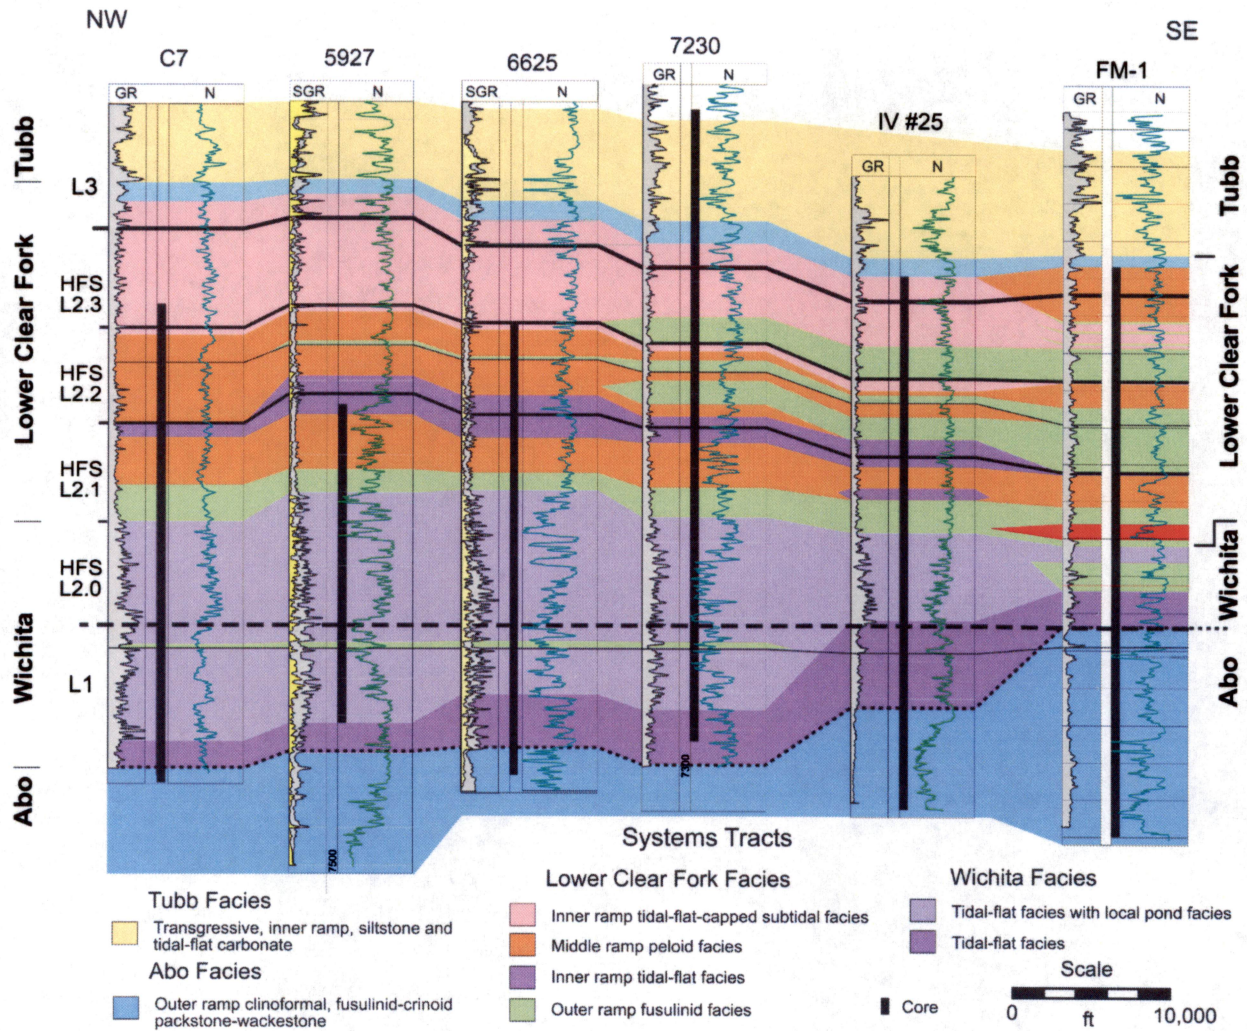 NW
SE
C7
5927
6625
7230
IV #25
FM-1
GR N
SGR N
SGR N
GR N
GR N
GR N
Tubb
Lower Clear Fork
Wichita
Abo
L3
HFS
L2.3
HFS
L2.2
HFS
L2.1
HFS
L2.0
L1
Tubb
Lower Clear Fork
Wichita
Abo
7500
7300
Systems Tracts
Tubb Facies
Transgressive, inner ramp, siltstone and
tidal-flat carbonate
Abo Facies
Outer ramp clinoformal, fusulinid-crinoid
packstone-wackestone
Lower Clear Fork Facies
Inner ramp tidal-flat-capped subtidal facies
Middle ramp peloid facies
Inner ramp tidal-flat facies
Outer ramp fusulinid facies
Wichita Facies
Tidal-flat facies with local pond facies
Tidal-flat facies
Core
Scale
0 ft 10,000